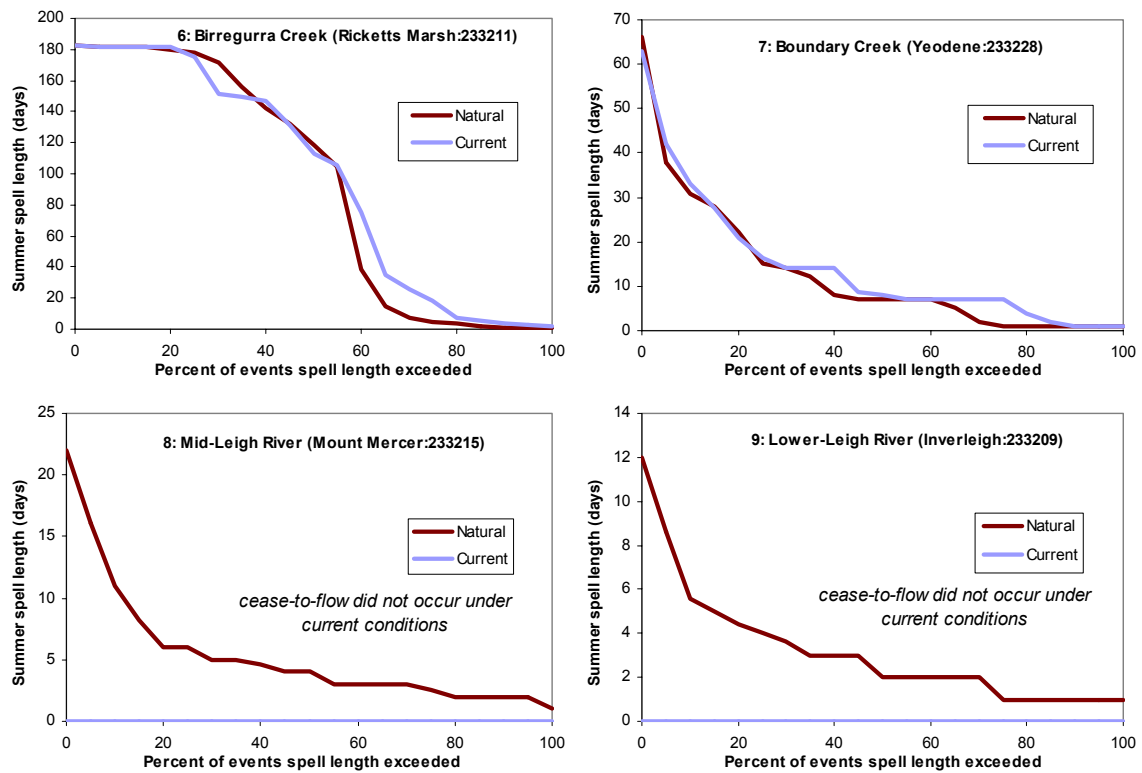 6: Birregurra Creek (Ricketts Marsh:233211)
Summer spell length (days)
200
180
160
140
120
100
80
60
40
20
0
Natural
Current
0 20 40 60 80 100
Percent of events spell length exceeded
7: Boundary Creek (Yeodene:233228)
Summer spell length (days)
70
60
50
40
30
20
10
0
Natural
Current
0 20 40 60 80 100
Percent of events spell length exceeded
8: Mid-Leigh River (Mount Mercer:233215)
Summer spell length (days)
25
20
15
10
5
0
Natural
Current
cease-to-flow did not occur under
current conditions
0 20 40 60 80 100
Percent of events spell length exceeded
9: Lower-Leigh River (Inverleigh:233209)
Summer spell length (days)
14
12
10
8
6
4
2
0
Natural
Current
cease-to-flow did not occur under
current conditions
0 20 40 60 80 100
Percent of events spell length exceeded